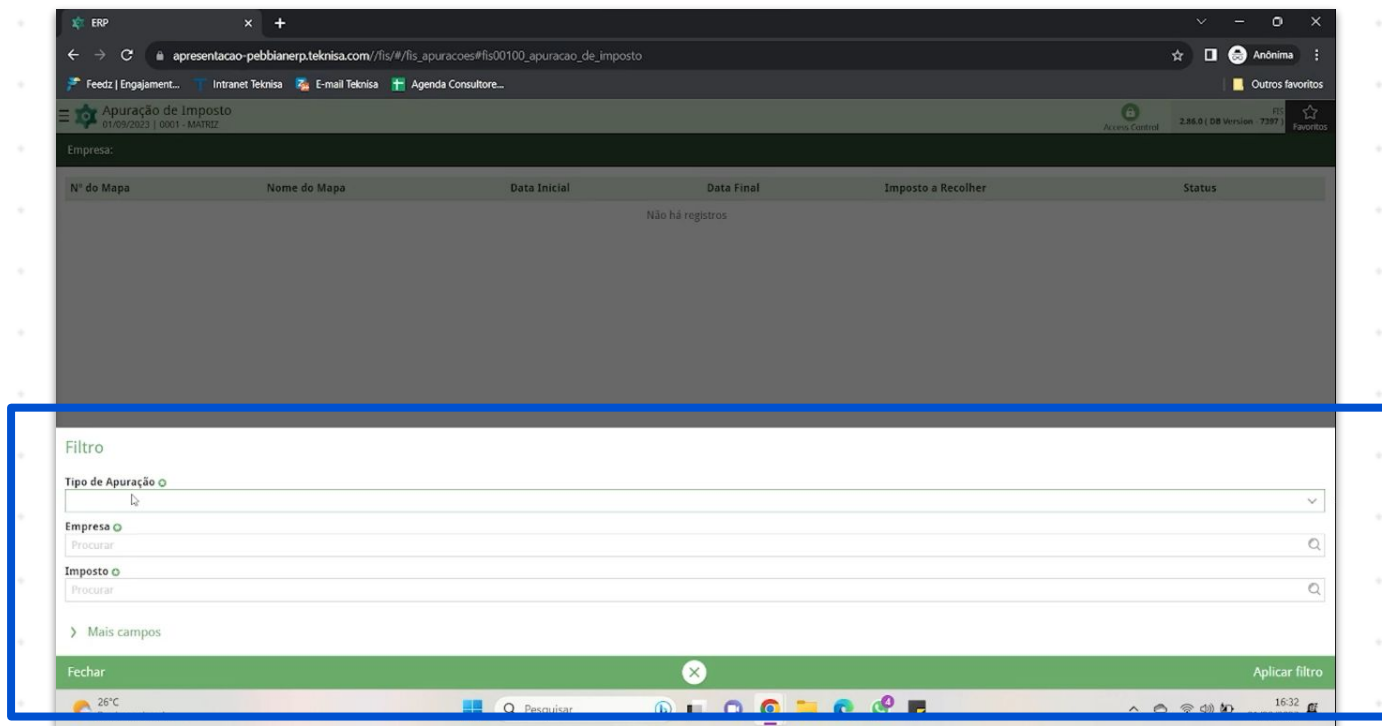 ERP
apresentacao-pebbianerp.teknisa.com//fis/#/fis_apuracoes#fis00100_apuracao_de_imposto
Anônima
Feedz | Engajament... Intranet Teknisa E-mail Teknisa Agenda Consultore... Outros favoritos
Apuração de Imposto
01/09/2023 | 0001 - MATRIZ
Access Control
FIS
2.86.0 ( DB Version - 7397 )
Favoritos
Empresa:
Nº do Mapa Nome do Mapa Data Inicial Data Final Imposto a Recolher Status
Não há registros
Filtro
Tipo de Apuração
Empresa
Procurar
Imposto
Procurar
Mais campos
Fechar Aplicar filtro
26°C
Pesquisar
4
16:32